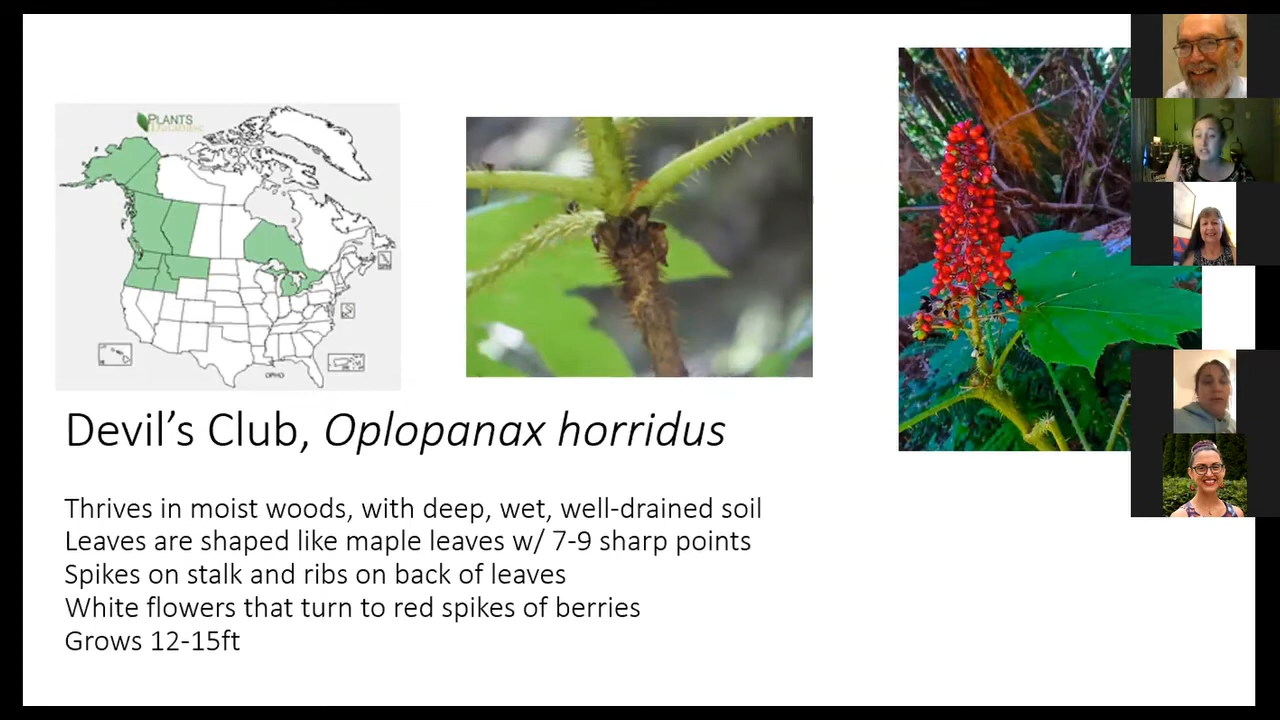 PLANTS
Devil's Club, Oplopanax horridus
Thrives in moist woods, with deep, wet, well-drained soil
Leaves are shaped like maple leaves w/ 7-9 sharp points
Spikes on stalk and ribs on back of leaves
White flowers that turn to red spikes of berries
Grows 12-15ft